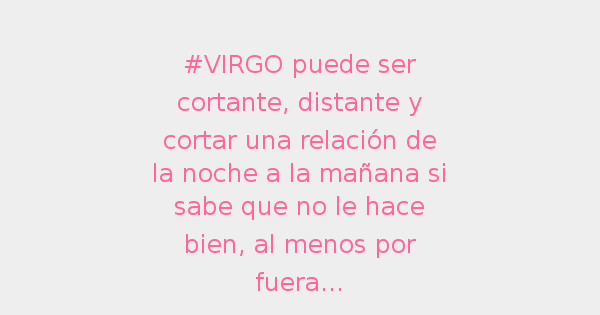 #VIRGO puede ser
cortante, distante y
cortar una relación de
la noche a la mañana si
sabe que no le hace
bien, al menos por
fuera...